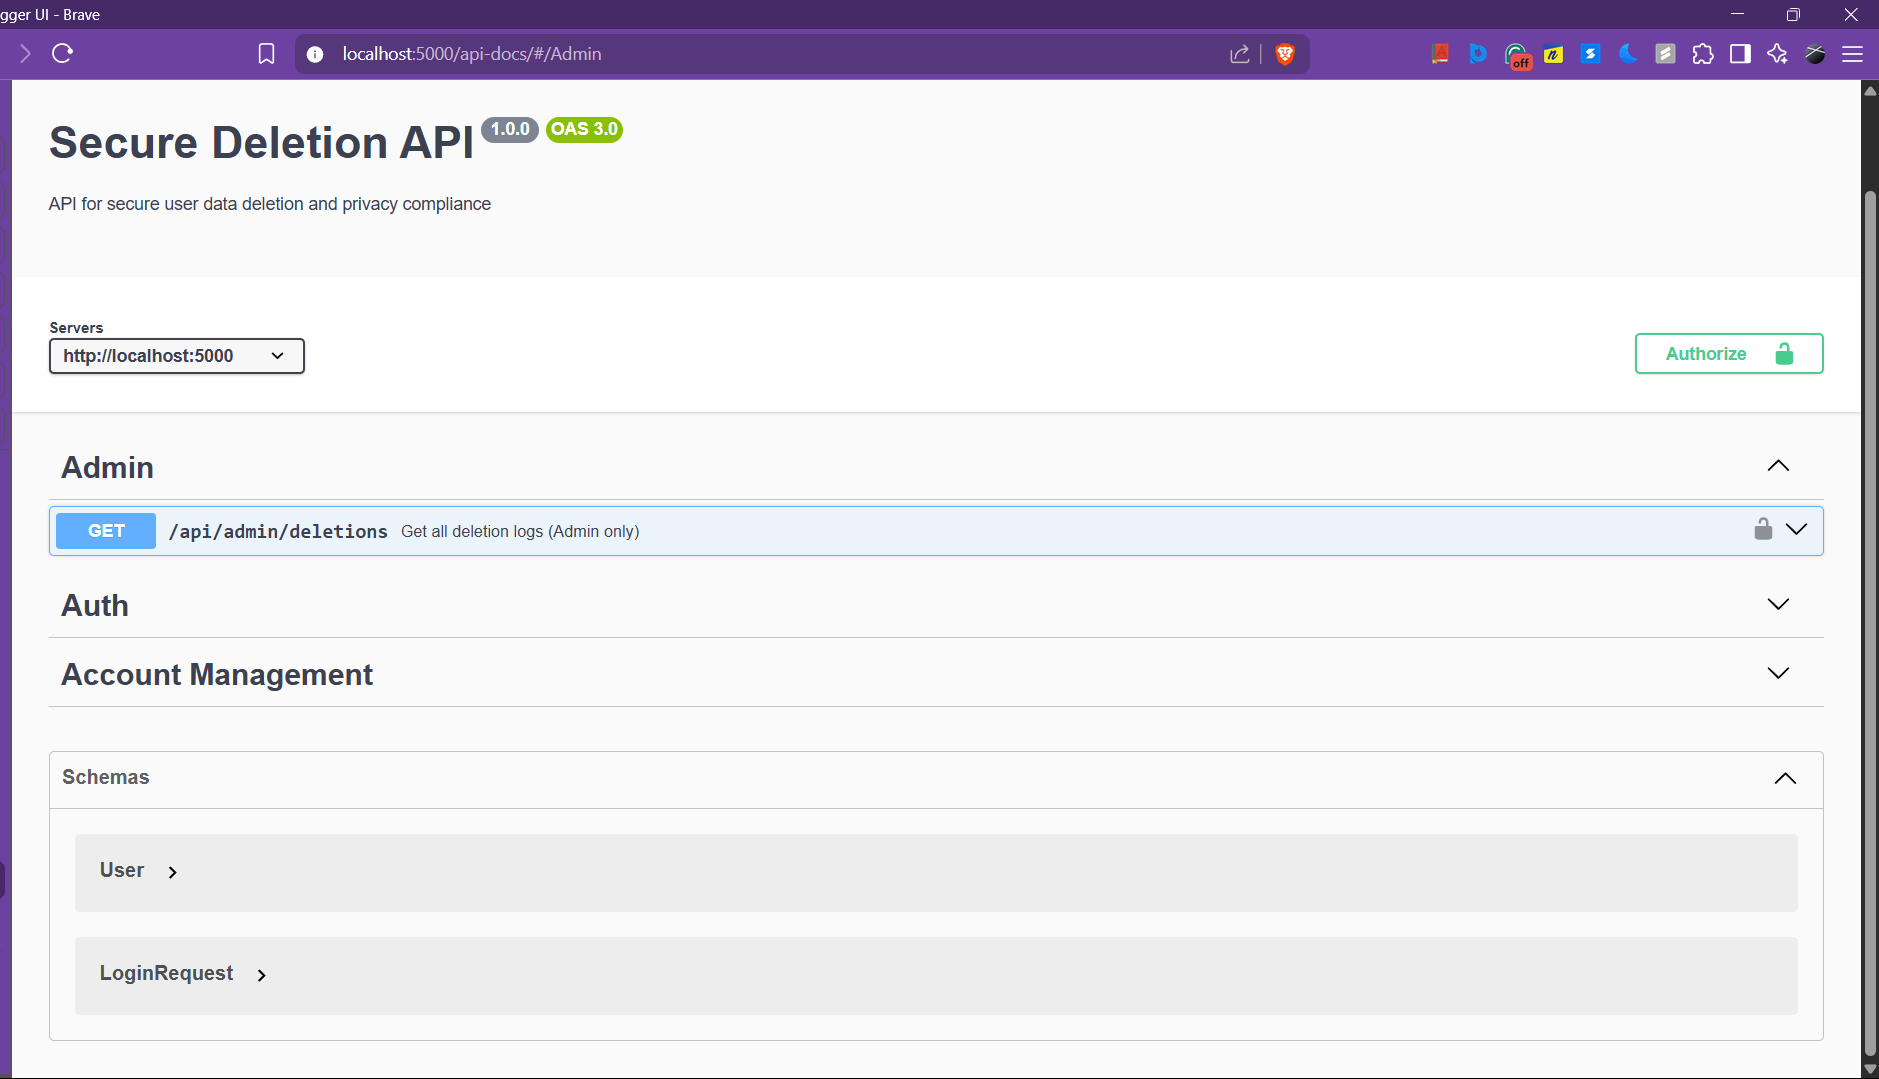 gger UI - Brave
localhost:5000/api-docs/#/Admin
off
Secure Deletion API 1.0.0 OAS 3.0
API for secure user data deletion and privacy compliance
Servers
http://localhost:5000
Authorize
Admin
GET /api/admin/deletions Get all deletion logs (Admin only)
Auth
Account Management
Schemas
User
LoginRequest